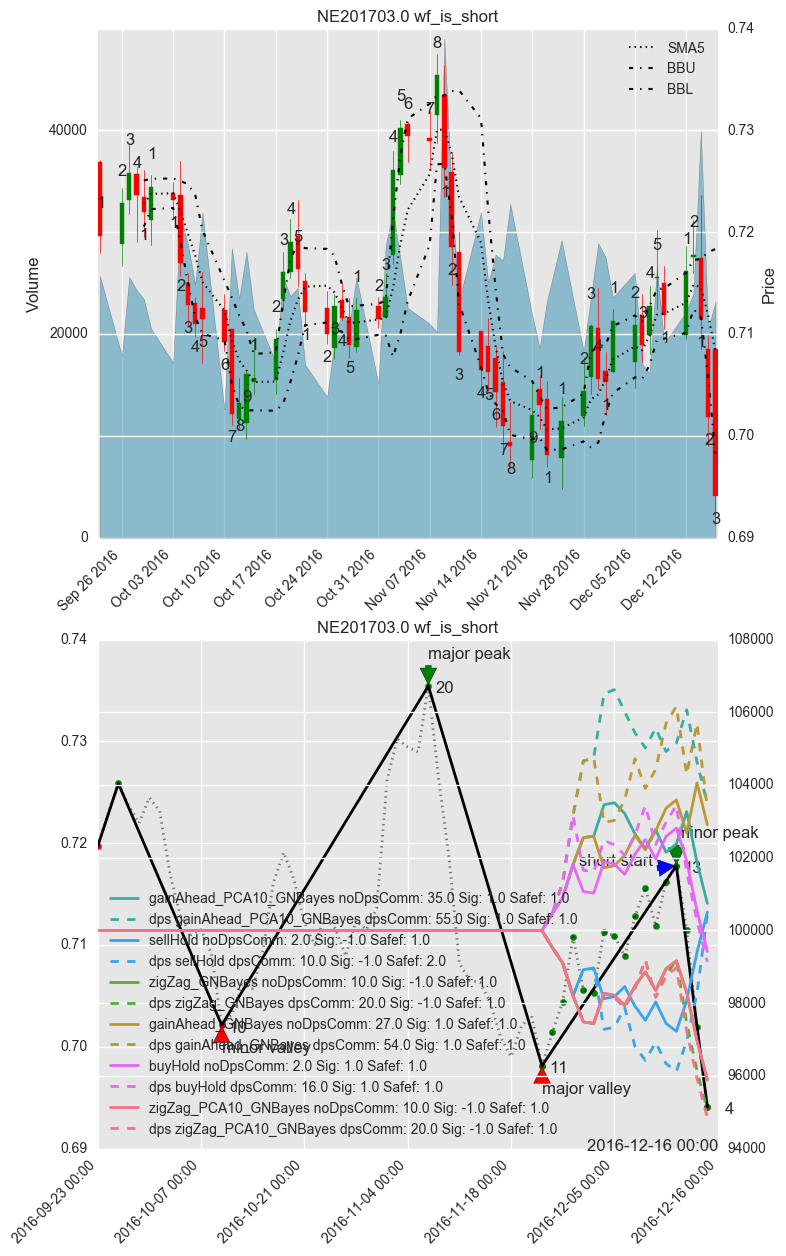 NE201703.0 wf_is_short
SMA5
BBU
BBL
Volume
40000
20000
0
Price
0.74
0.73
0.72
0.71
0.70
0.69
Sep 26 2016
Oct 03 2016
Oct 10 2016
Oct 17 2016
Oct 24 2016
Oct 31 2016
Nov 07 2016
Nov 14 2016
Nov 21 2016
Nov 28 2016
Dec 05 2016
Dec 12 2016
NE201703.0 wf_is_short
0.74
0.73
0.72
0.71
0.70
0.69
108000
106000
104000
102000
100000
98000
96000
94000
major peak
20
minor peak
short start
13
gainAhead_PCA10_GNBayes noDpsComm: 35.0 Sig: 1.0 Safef: 1.0
dps gainAhead_PCA10_GNBayes dpsComm: 55.0 Sig: 1.0 Safef: 1.0
sellHold noDpsComm: 2.0 Sig: -1.0 Safef: 1.0
dps sellHold dpsComm: 10.0 Sig: -1.0 Safef: 2.0
zigZag_GNBayes noDpsComm: 10.0 Sig: -1.0 Safef: 1.0
dps zigZag_GNBayes dpsComm: 20.0 Sig: -1.0 Safef: 1.0
gainAhead_GNBayes noDpsComm: 27.0 Sig: 1.0 Safef: 1.0
10
dps gainAhead_GNBayes dpsComm: 54.0 Sig: 1.0 Safef: 1.0
minor valley
buyHold noDpsComm: 2.0 Sig: 1.0 Safef: 1.0
11
dps buyHold dpsComm: 16.0 Sig: 1.0 Safef: 1.0
major valley
zigZag_PCA10_GNBayes noDpsComm: 10.0 Sig: -1.0 Safef: 1.0
4
dps zigZag_PCA10_GNBayes dpsComm: 20.0 Sig: -1.0 Safef: 1.0
2016-12-16 00:00
2016-09-23 00:00
2016-10-07 00:00
2016-10-21 00:00
2016-11-04 00:00
2016-11-18 00:00
2016-12-05 00:00
2016-12-16 00:00